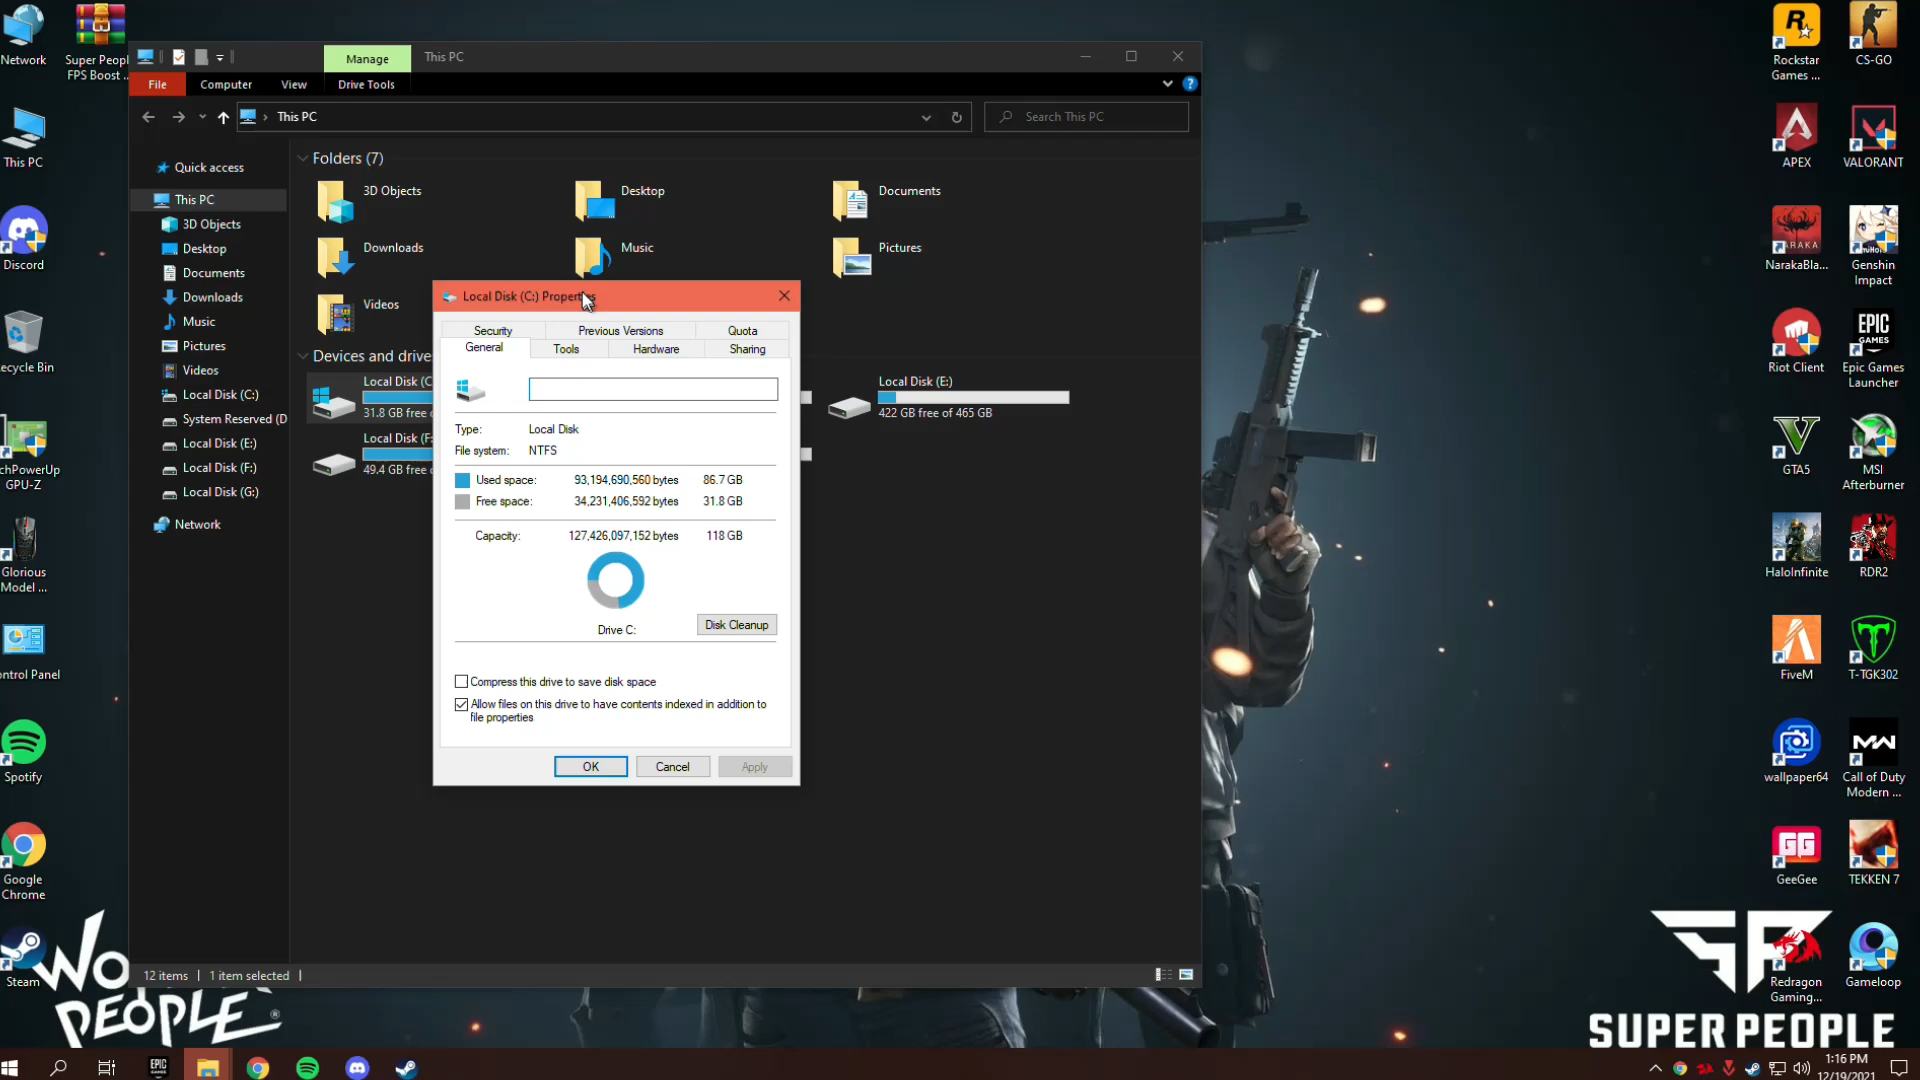 Network
Super Peopl
FPS Boost ...
This PC
Discord
ecycle Bin
chPowerUp
GPU-Z
Glorious
Model ...
ontrol Panel
Spotify
Google
Chrome
Steam
Manage
This PC
File
Computer
View
Drive Tools
This PC
Search This PC
Quick access
This PC
3D Objects
Desktop
Documents
Downloads
Music
Pictures
Videos
Local Disk (C:)
System Reserved (D
Local Disk (E:)
Local Disk (F:)
Local Disk (G:)
Network
Folders (7)
3D Objects
Desktop
Documents
Downloads
Music
Pictures
Videos
Devices and drive
Local Disk (C
31.8 GB free o
Local Disk (E:)
422 GB free of 465 GB
Local Disk (F:
49.4 GB free o
Local Disk (C:) Properties
Security
Previous Versions
Quota
General
Tools
Hardware
Sharing
Type: Local Disk
File system: NTFS
Used space: 93,194,690,560 bytes 86.7 GB
Free space: 34,231,406,592 bytes 31.8 GB
Capacity: 127,426,097,152 bytes 118 GB
Drive C:
Disk Cleanup
Compress this drive to save disk space
Allow files on this drive to have contents indexed in addition to
file properties
OK
Cancel
Apply
12 items
1 item selected
Rockstar
Games ...
CS-GO
APEX
VALORANT
NARAKA
NarakaBla...
Genshin
Impact
Riot Client
EPIC
GAMES
Epic Games
Launcher
GTA5
MSI
Afterburner
HaloInfinite
RDR2
FiveM
T-TGK302
wallpaper64
MW
Call of Duty
Modern ...
GG
GeeGee
TEKKEN 7
Redragon
Gaming...
Gameloop
WO
PEOPLE
®
SUPER PEOPLE
EPIC
GAMES
1:16 PM
12/19/2021